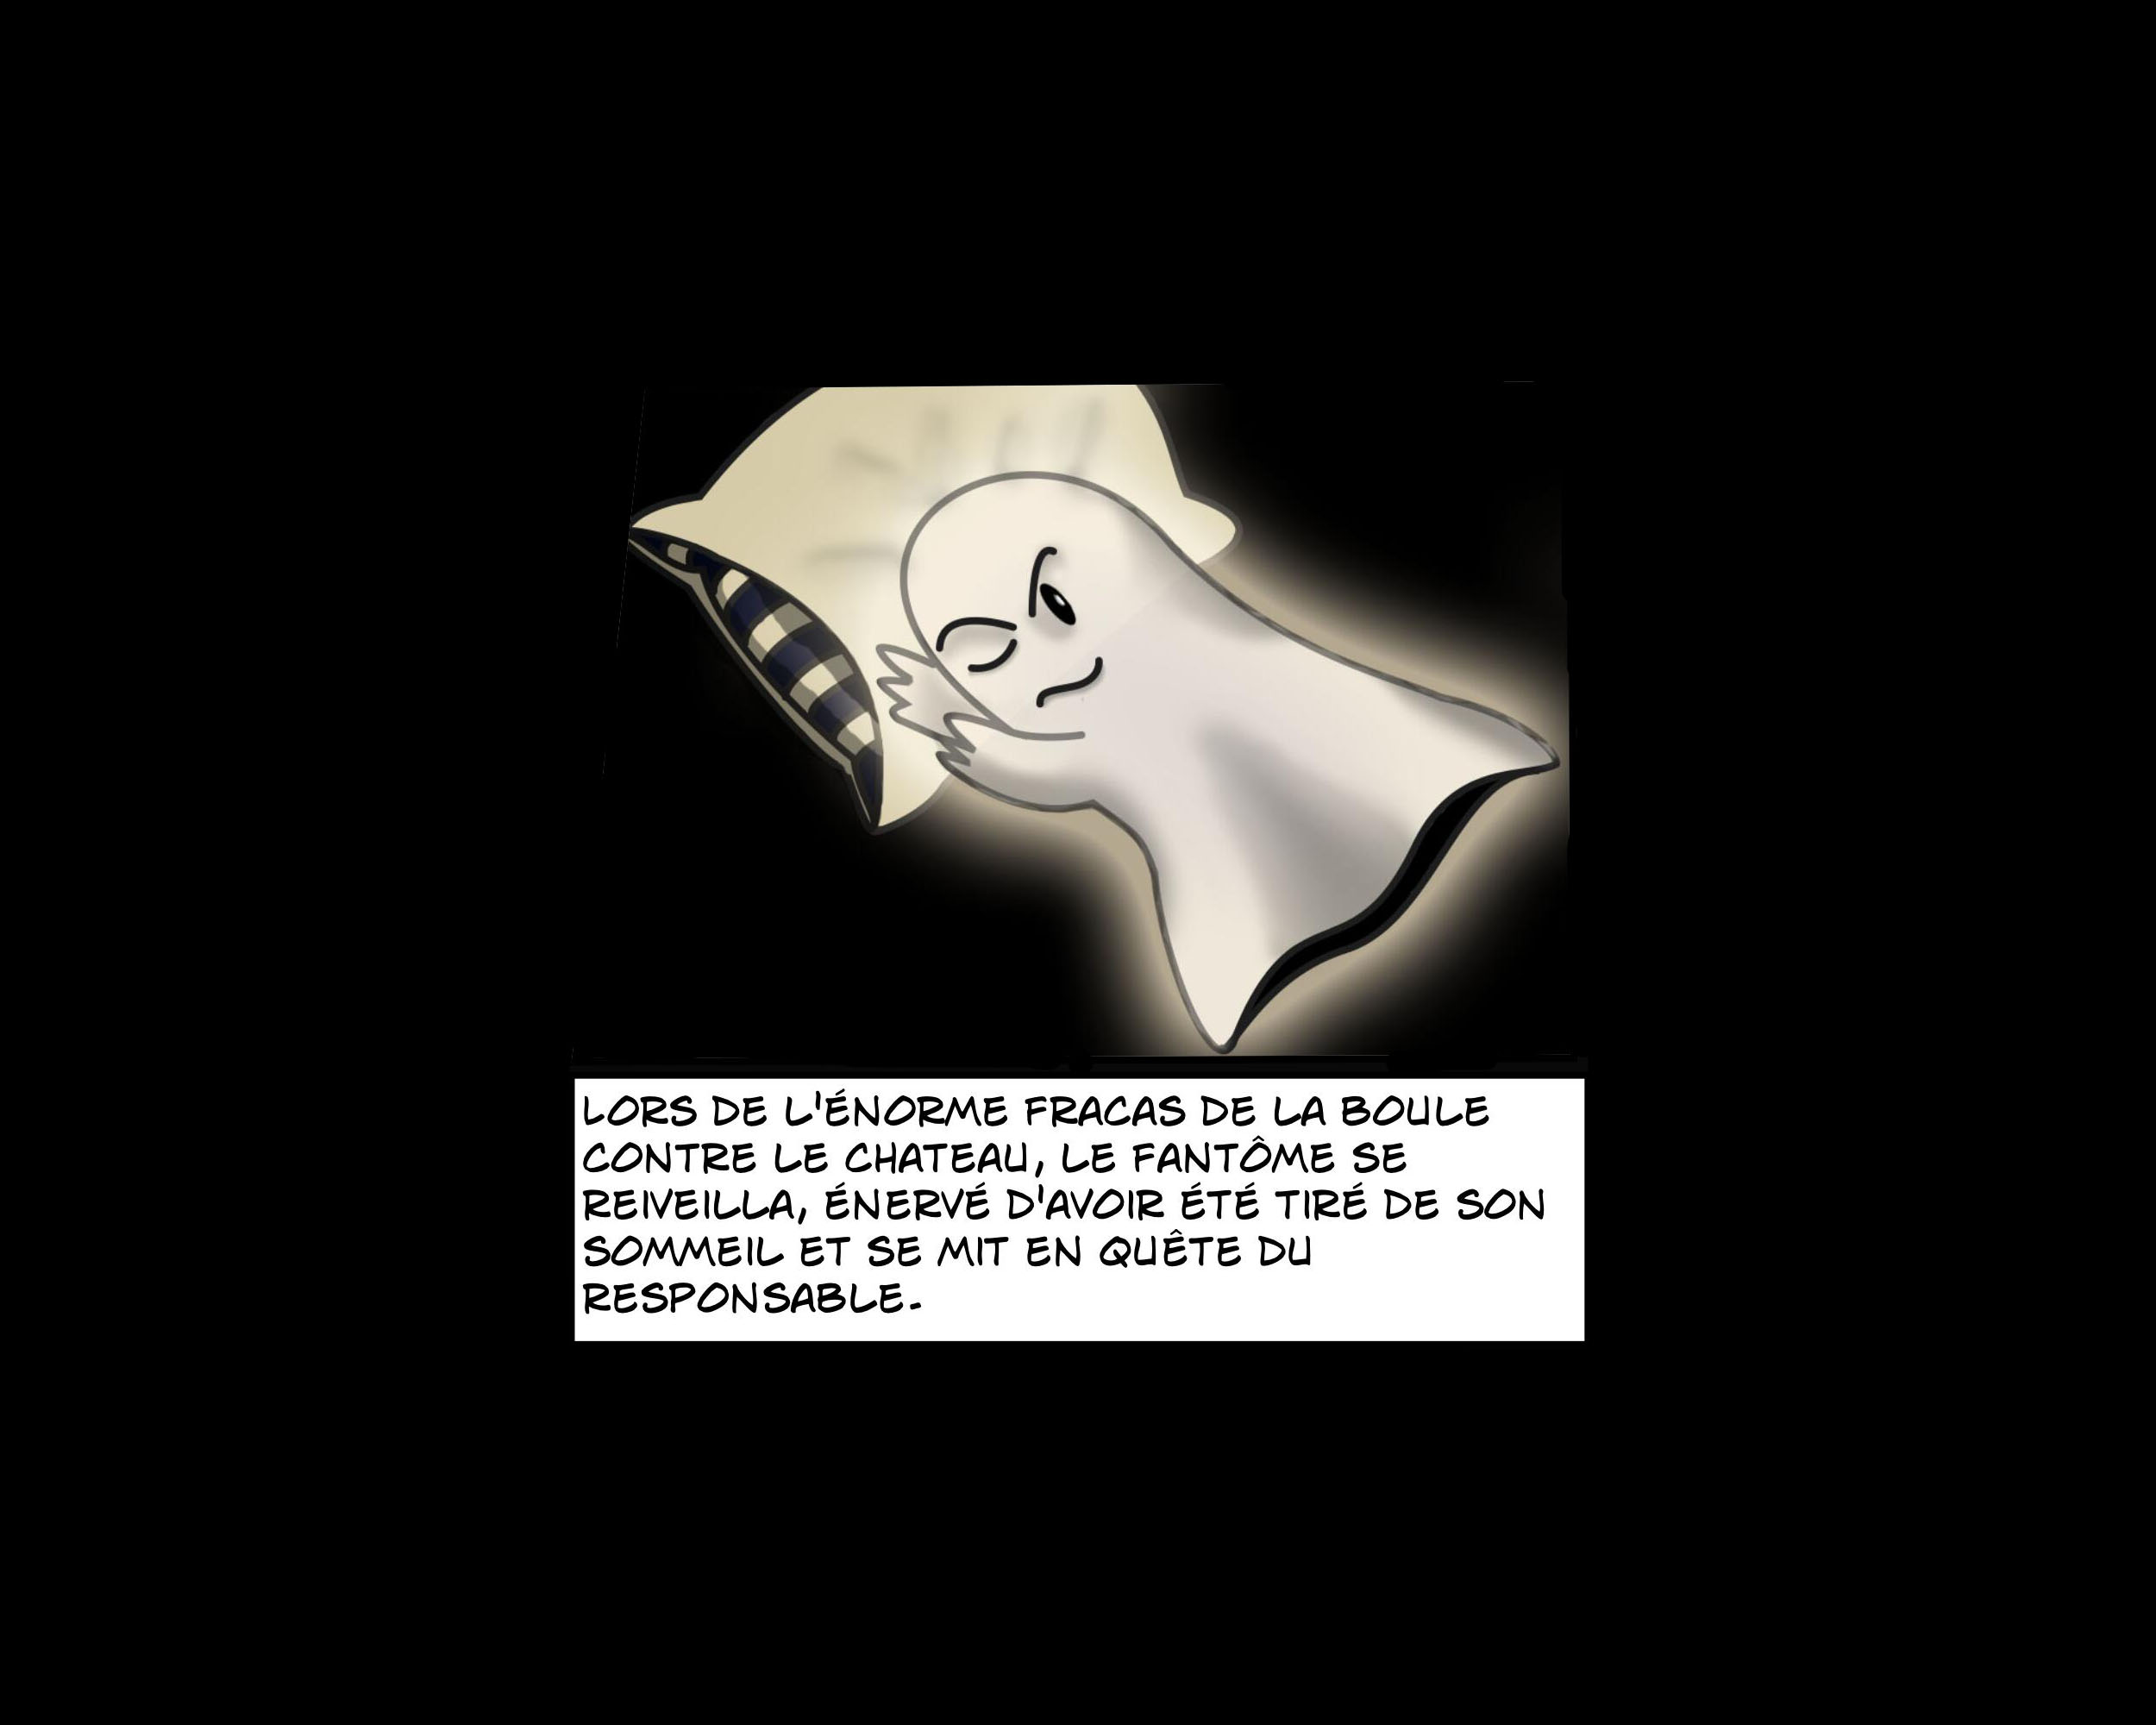 LORS DE L'ÉNORME FRACAS DE LA BOULE
CONTRE LE CHATEAU, LE FANTÔME SE
REIVEILLA, ÉNERVÉ D'AVOIR ÉTÉ TIRÉ DE SON
SOMMEIL ET SE MIT EN QUÊTE DU
RESPONSABLE.